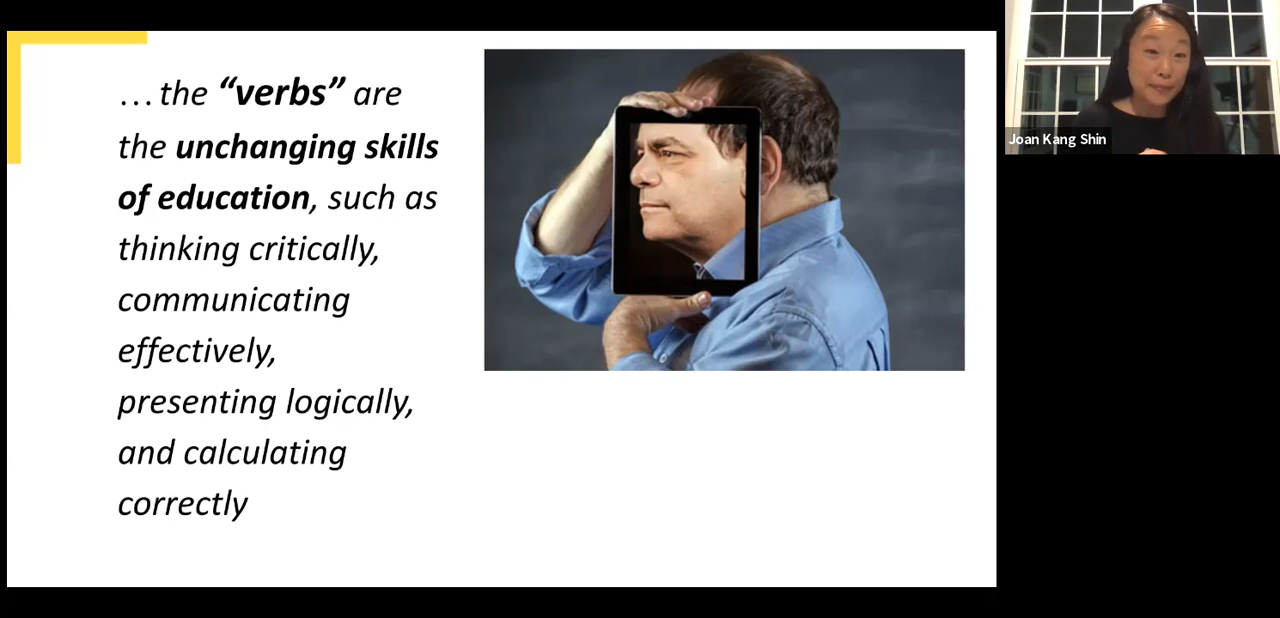 …the “verbs” are
the unchanging skills
of education, such as
thinking critically,
communicating
effectively,
presenting logically,
and calculating
correctly
Joan Kang Shin